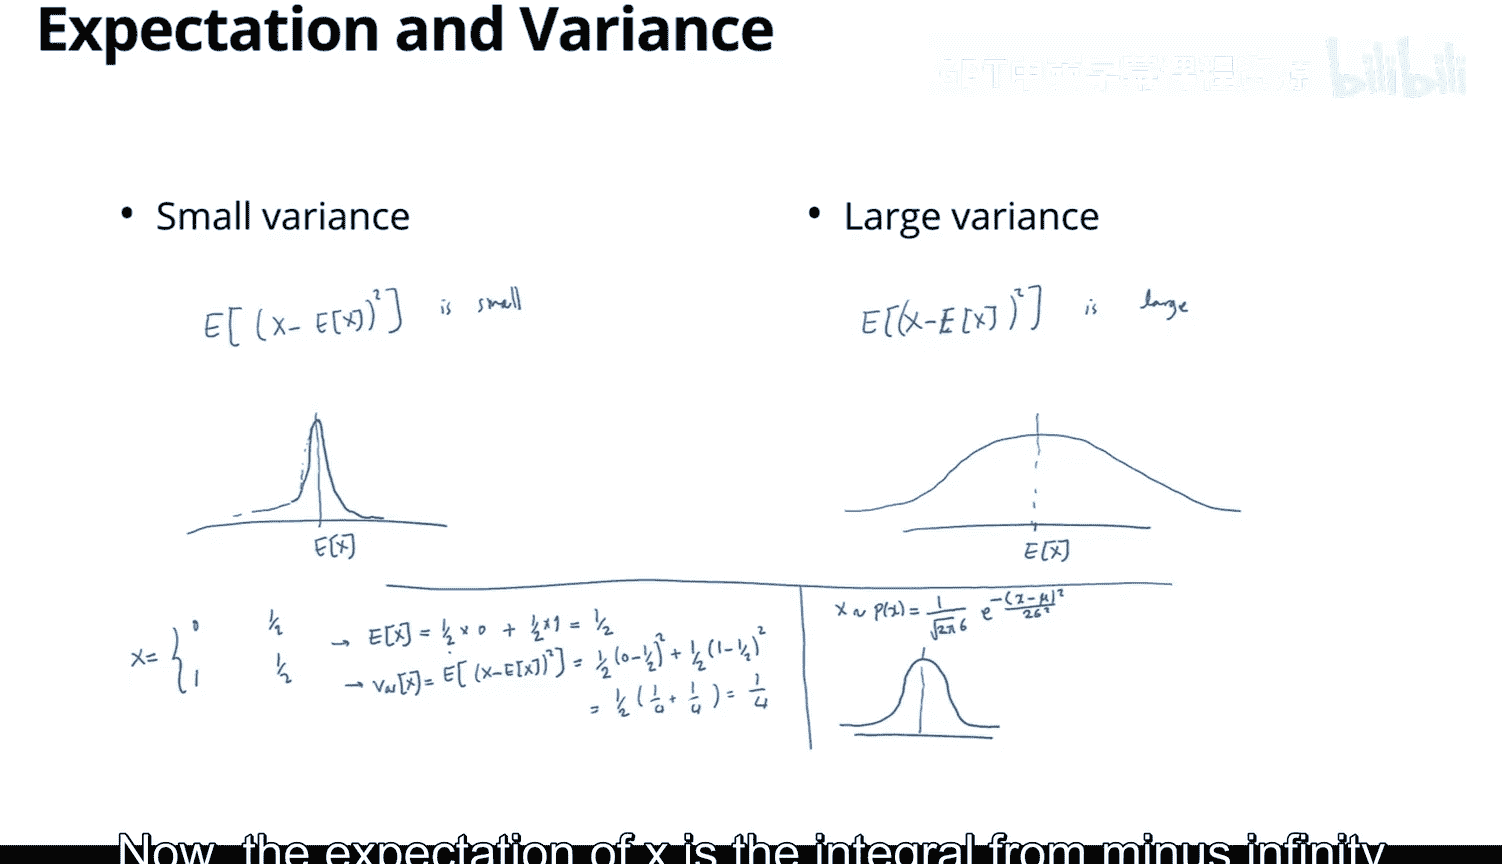 Expectation and Variance
bilibili
• Small variance
E[(x-E[x])²] is small
E[x]
• Large variance
E[(x-E[x])²] is large
E[x]
x= { 0 ½
1 ½
→ E[x] = ½×0 + ½×1 = ½
→ Var[x] = E[(x-E[x])²] = ½(0-½)² + ½(1-½)²
= ½(¼+¼) = ¼
x ~ p(x) = 1/√2π σ e^-(x-μ)²/2σ²
Now, the expectation of x is the integral from minus infinity